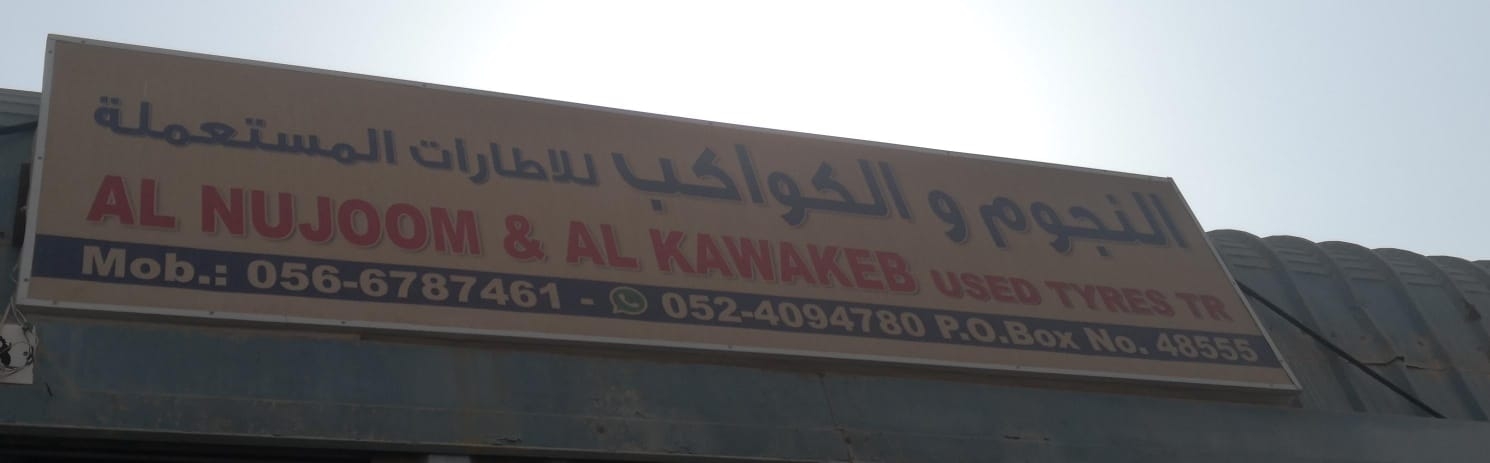 النجوم و الكواكب للاطارات المستعملة
AL NUJOOM & AL KAWAKEB USED TYRES TR
Mob.: 056-6787461 - 052-4094780 P.O.Box No. 48555